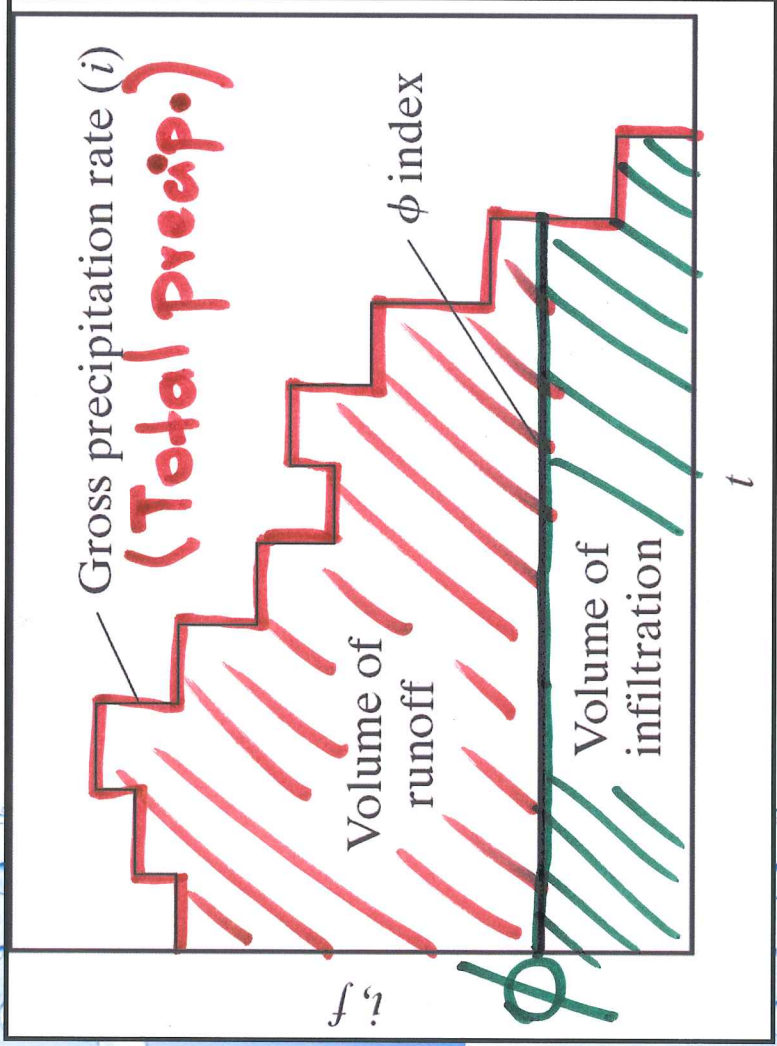 Gross precipitation rate (i)
(Total precip.)
ϕ index
Volume of
runoff
Volume of
infiltration
i, f
ϕ
t